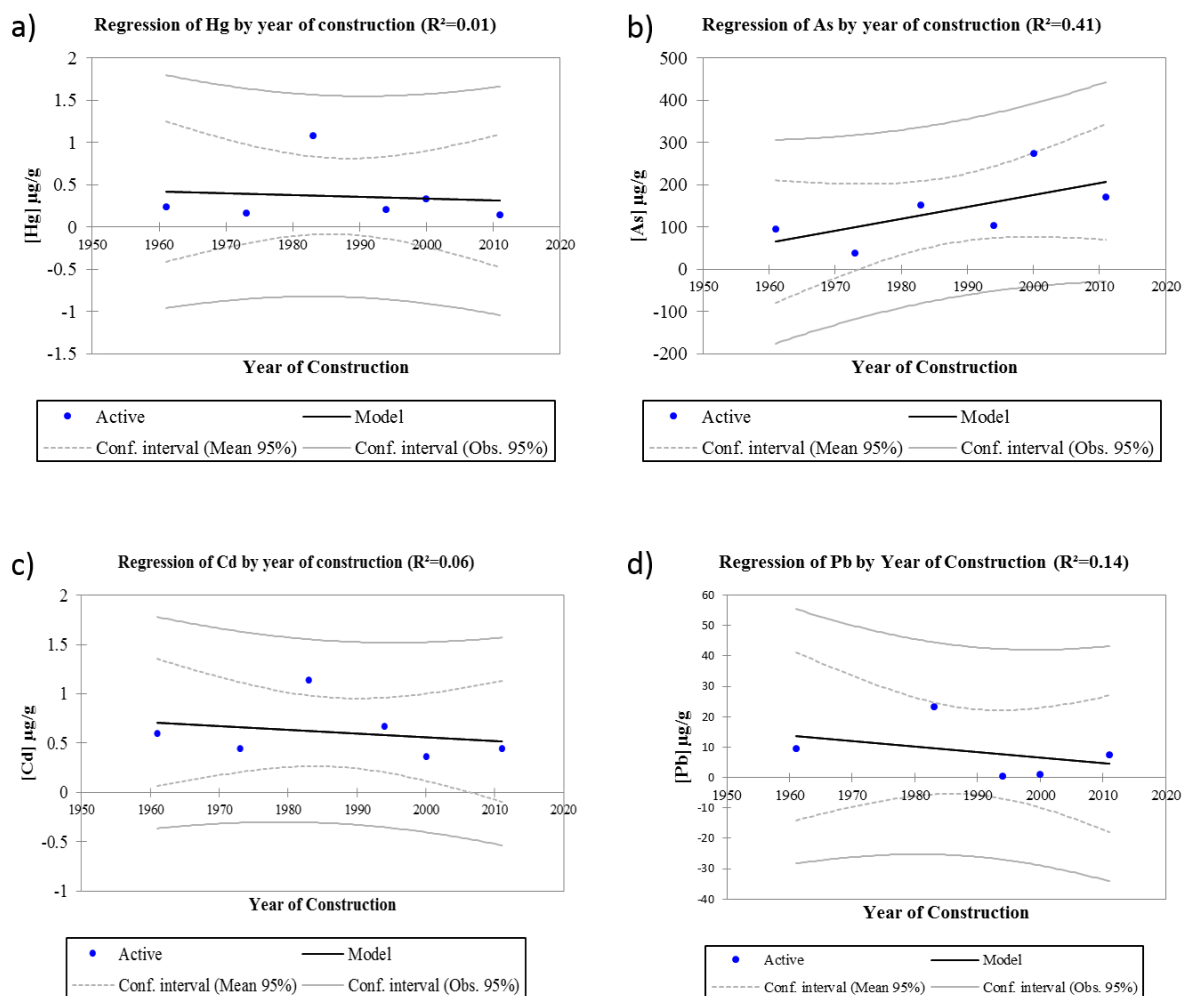 a)
Regression of Hg by year of construction (R²=0.01)
2
1.5
1
0.5
0
-0.5
-1
-1.5
1950 1960 1970 1980 1990 2000 2010 2020
[Hg] µg/g
Year of Construction
Active Model
Conf. interval (Mean 95%) Conf. interval (Obs. 95%)
b)
Regression of As by year of construction (R²=0.41)
500
400
300
200
100
0
-100
-200
1950 1960 1970 1980 1990 2000 2010 2020
[As] µg/g
Year of Construction
Active Model
Conf. interval (Mean 95%) Conf. interval (Obs. 95%)
c)
Regression of Cd by year of construction (R²=0.06)
2
1.5
1
0.5
0
-0.5
-1
1950 1960 1970 1980 1990 2000 2010 2020
[Cd] µg/g
Year of Construction
Active Model
Conf. interval (Mean 95%) Conf. interval (Obs. 95%)
d)
Regression of Pb by Year of Construction (R²=0.14)
60
50
40
30
20
10
0
-10
-20
-30
-40
1950 1960 1970 1980 1990 2000 2010 2020
[Pb] µg/g
Year of Construction
Active Model
Conf. interval (Mean 95%) Conf. interval (Obs. 95%)